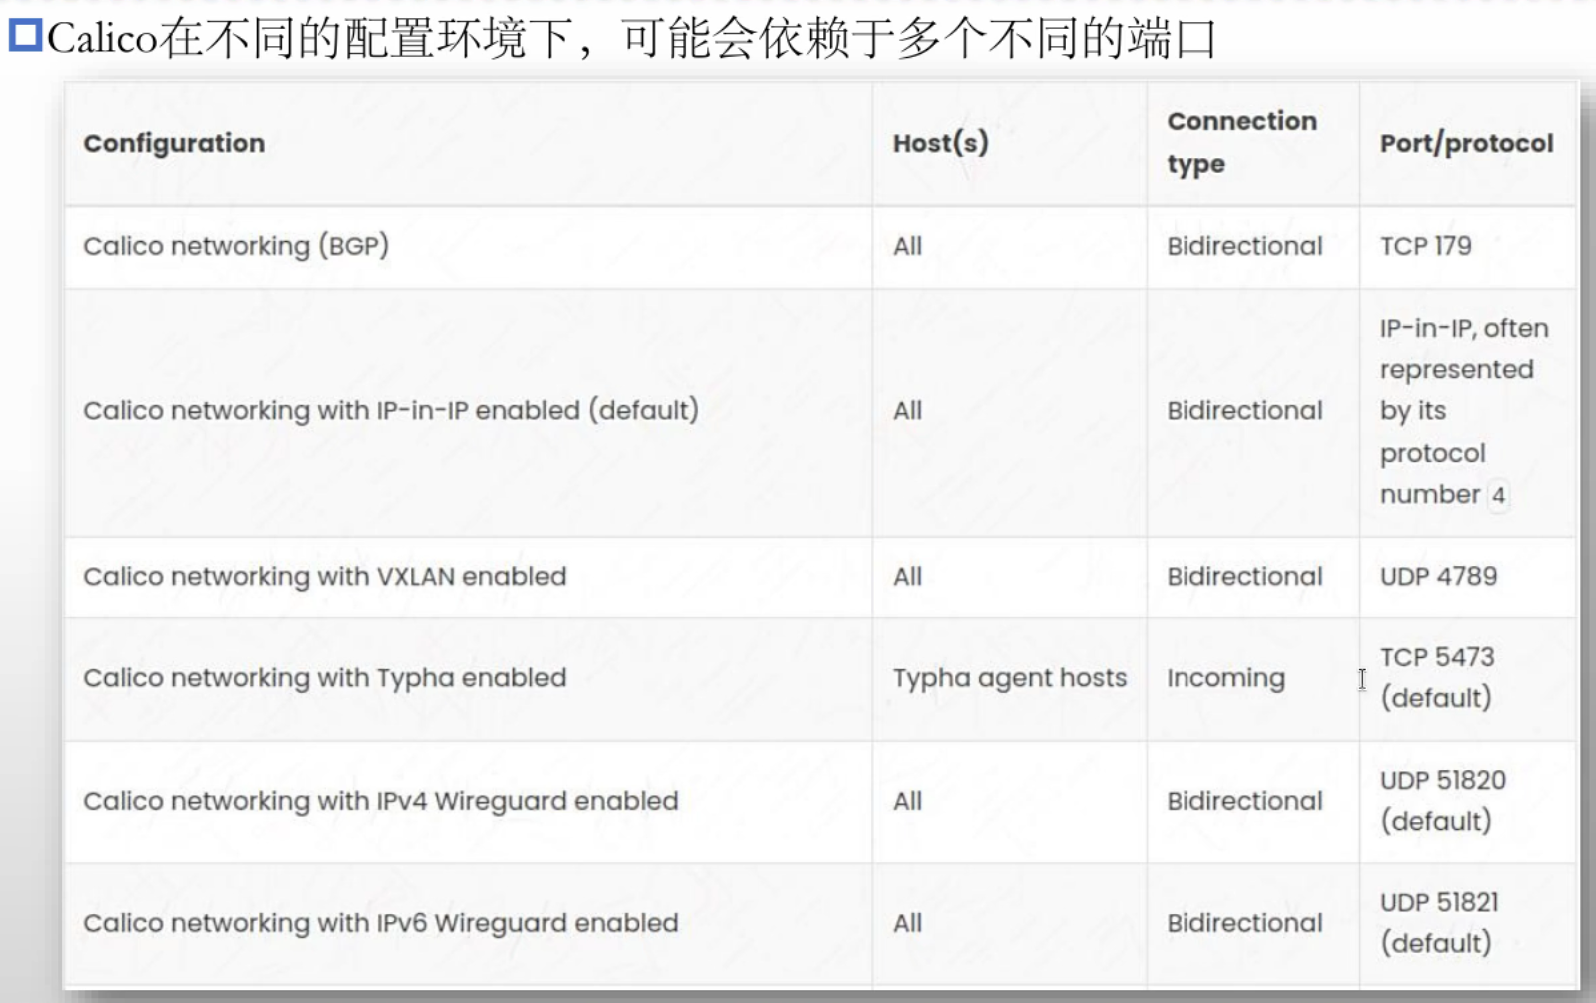 Calico在不同的配置环境下，可能会依赖于多个不同的端口
Configuration
Host(s)
Connection
type
Port/protocol
Calico networking (BGP)
All
Bidirectional
TCP 179
Calico networking with IP-in-IP enabled (default)
All
Bidirectional
IP-in-IP, often
represented
by its
protocol
number 4
Calico networking with VXLAN enabled
All
Bidirectional
UDP 4789
Calico networking with Typha enabled
Typha agent hosts
Incoming
TCP 5473
(default)
Calico networking with IPv4 Wireguard enabled
All
Bidirectional
UDP 51820
(default)
Calico networking with IPv6 Wireguard enabled
All
Bidirectional
UDP 51821
(default)